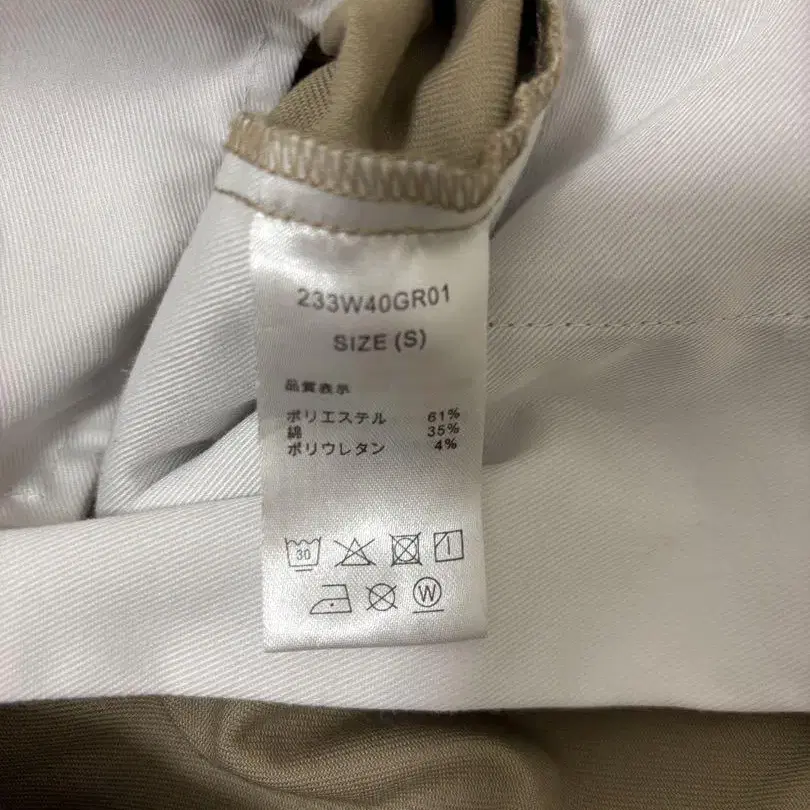 233W40GR01
SIZE (S)
品質表示
ポリエステル 61%
綿 35%
ポリウレタン 4%
30
W